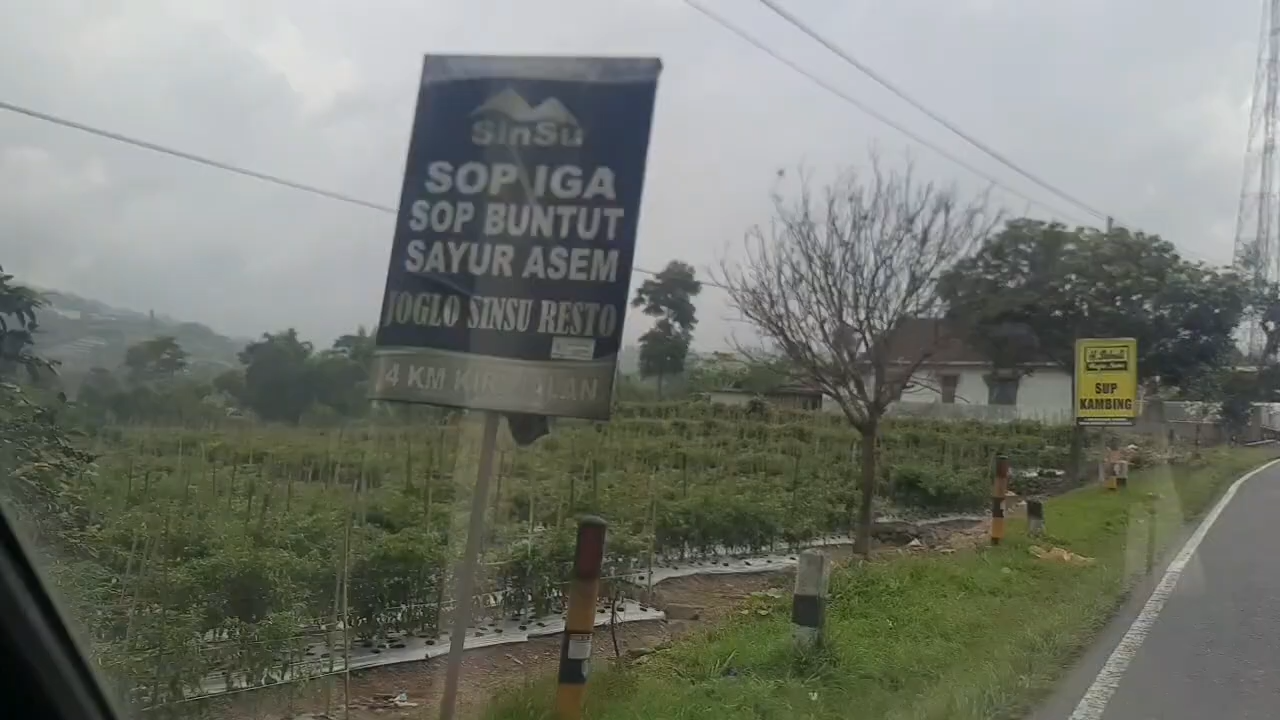 SinSu
SOP IGA
SOP BUNTUT
SAYUR ASEM
JOGLO SINSU RESTO
4 KM KIRI JALAN
SUP
KAMBING